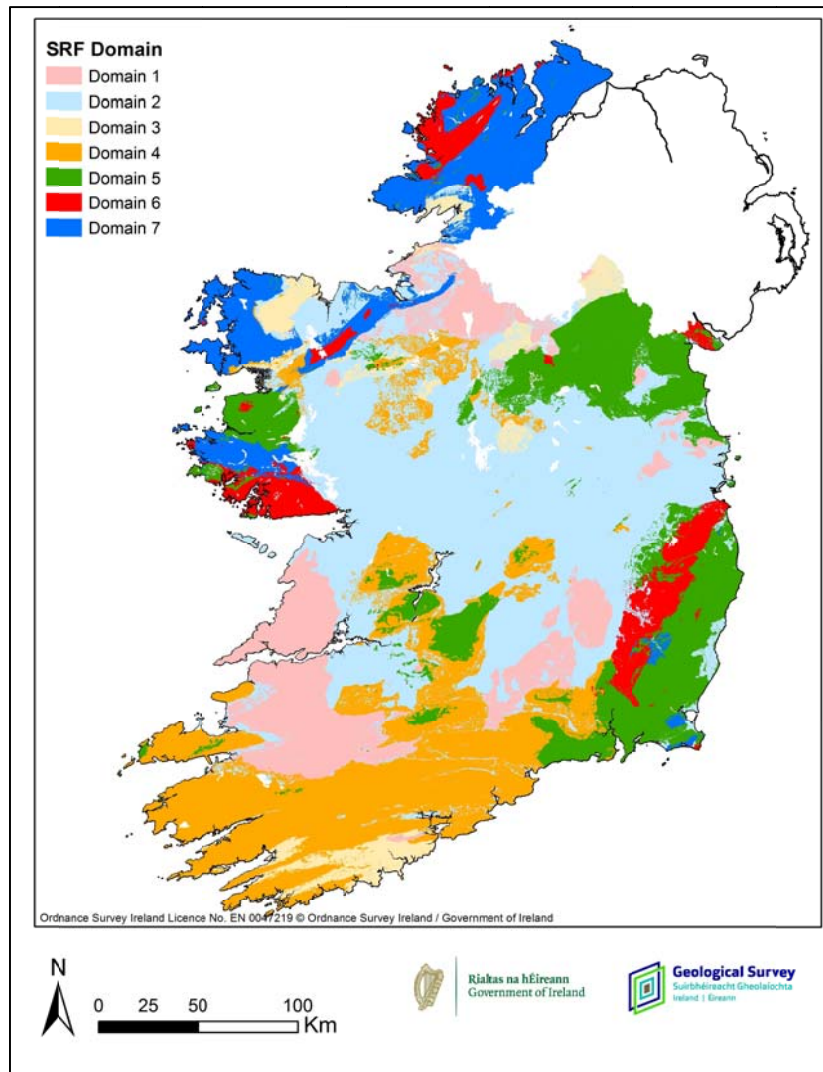 SRF Domain
Domain 1
Domain 2
Domain 3
Domain 4
Domain 5
Domain 6
Domain 7
Ordnance Survey Ireland Licence No. EN 0047219 © Ordnance Survey Ireland / Government of Ireland
N
0 25 50 100
Km
Rialtas na hÉireann
Government of Ireland
Geological Survey
Suirbhéireacht Gheolaíochta
Ireland | Éireann